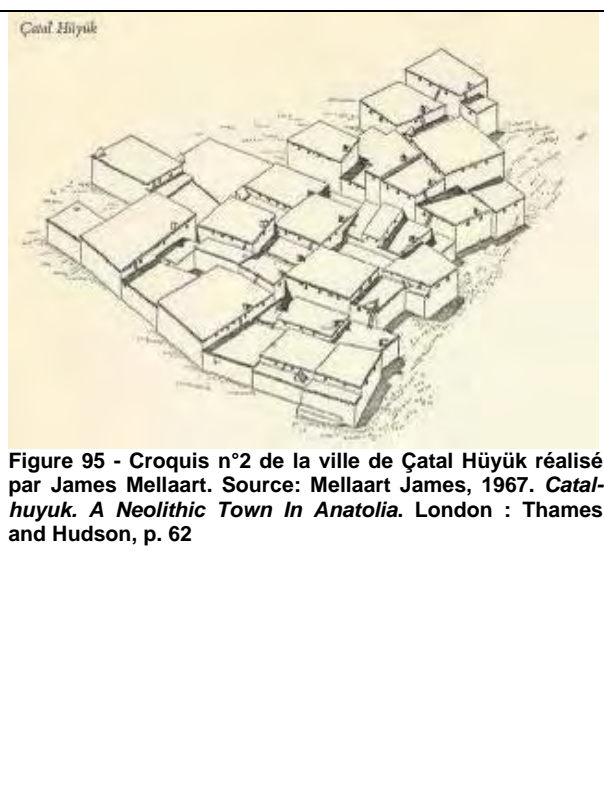 Çatal Hüyük
Figure 95 - Croquis n°2 de la ville de Çatal Hüyük réalisé
par James Mellaart. Source: Mellaart James, 1967. Catal-
huyuk. A Neolithic Town In Anatolia. London : Thames
and Hudson, p. 62